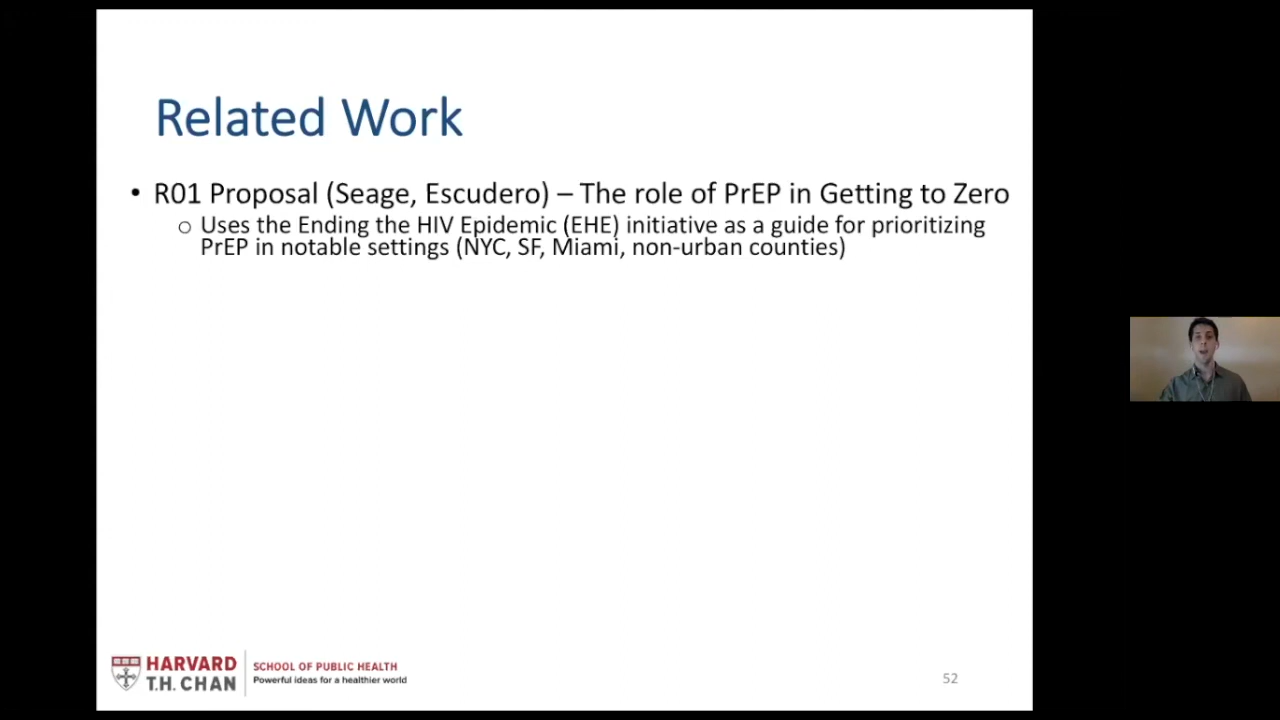 Related Work
• R01 Proposal (Seage, Escudero) – The role of PrEP in Getting to Zero
o Uses the Ending the HIV Epidemic (EHE) initiative as a guide for prioritizing
PrEP in notable settings (NYC, SF, Miami, non-urban counties)
HARVARD
T.H. CHAN
SCHOOL OF PUBLIC HEALTH
Powerful ideas for a healthier world
52